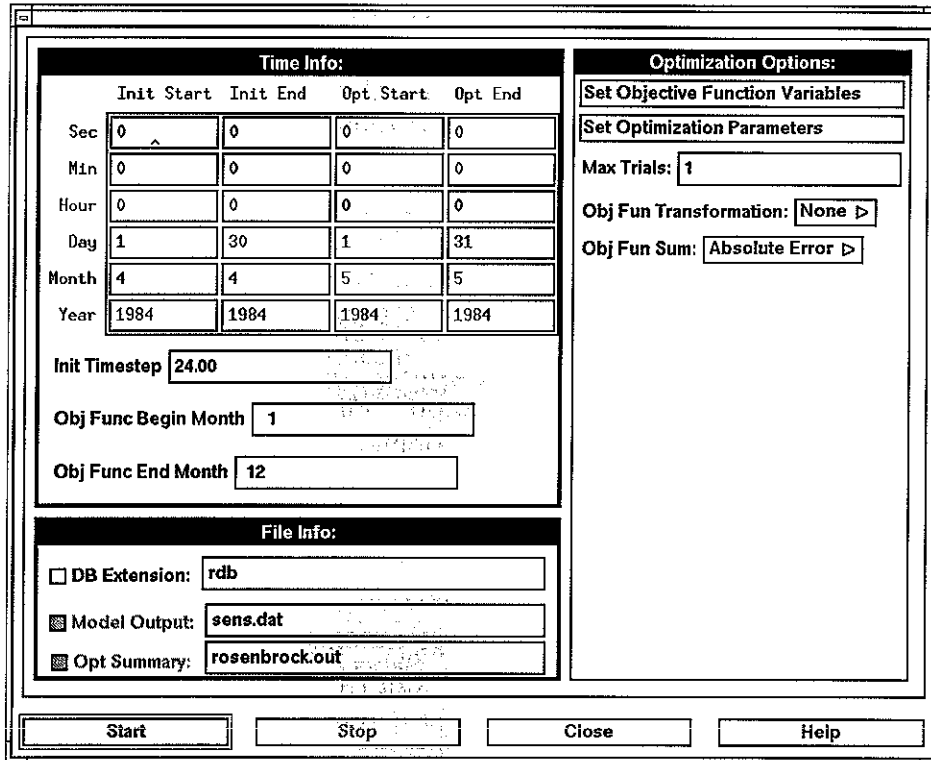 Time Info:
Init Start Init End Opt Start Opt End
Sec 0 0 0 0
Min 0 0 0 0
Hour 0 0 0 0
Day 1 30 1 31
Month 4 4 5 5
Year 1984 1984 1984 1984
Init Timestep 24.00
Obj Func Begin Month 1
Obj Func End Month 12
File Info:
DB Extension: rdb
Model Output: sens.dat
Opt Summary: rosenbrock.out
Optimization Options:
Set Objective Function Variables
Set Optimization Parameters
Max Trials: 1
Obj Fun Transformation: None
Obj Fun Sum: Absolute Error
Start Stop Close Help